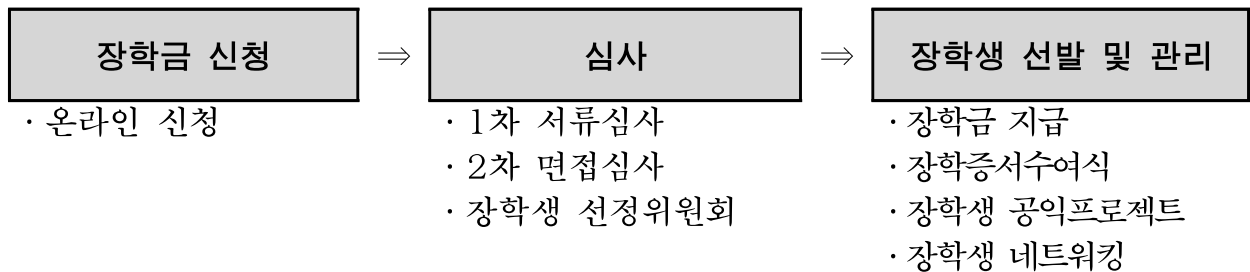 장학금 신청 ⇒ 심사 ⇒ 장학생 선발 및 관리
· 온라인 신청
· 1차 서류심사
· 2차 면접심사
· 장학생 선정위원회
· 장학금 지급
· 장학증서수여식
· 장학생 공익프로젝트
· 장학생 네트워킹